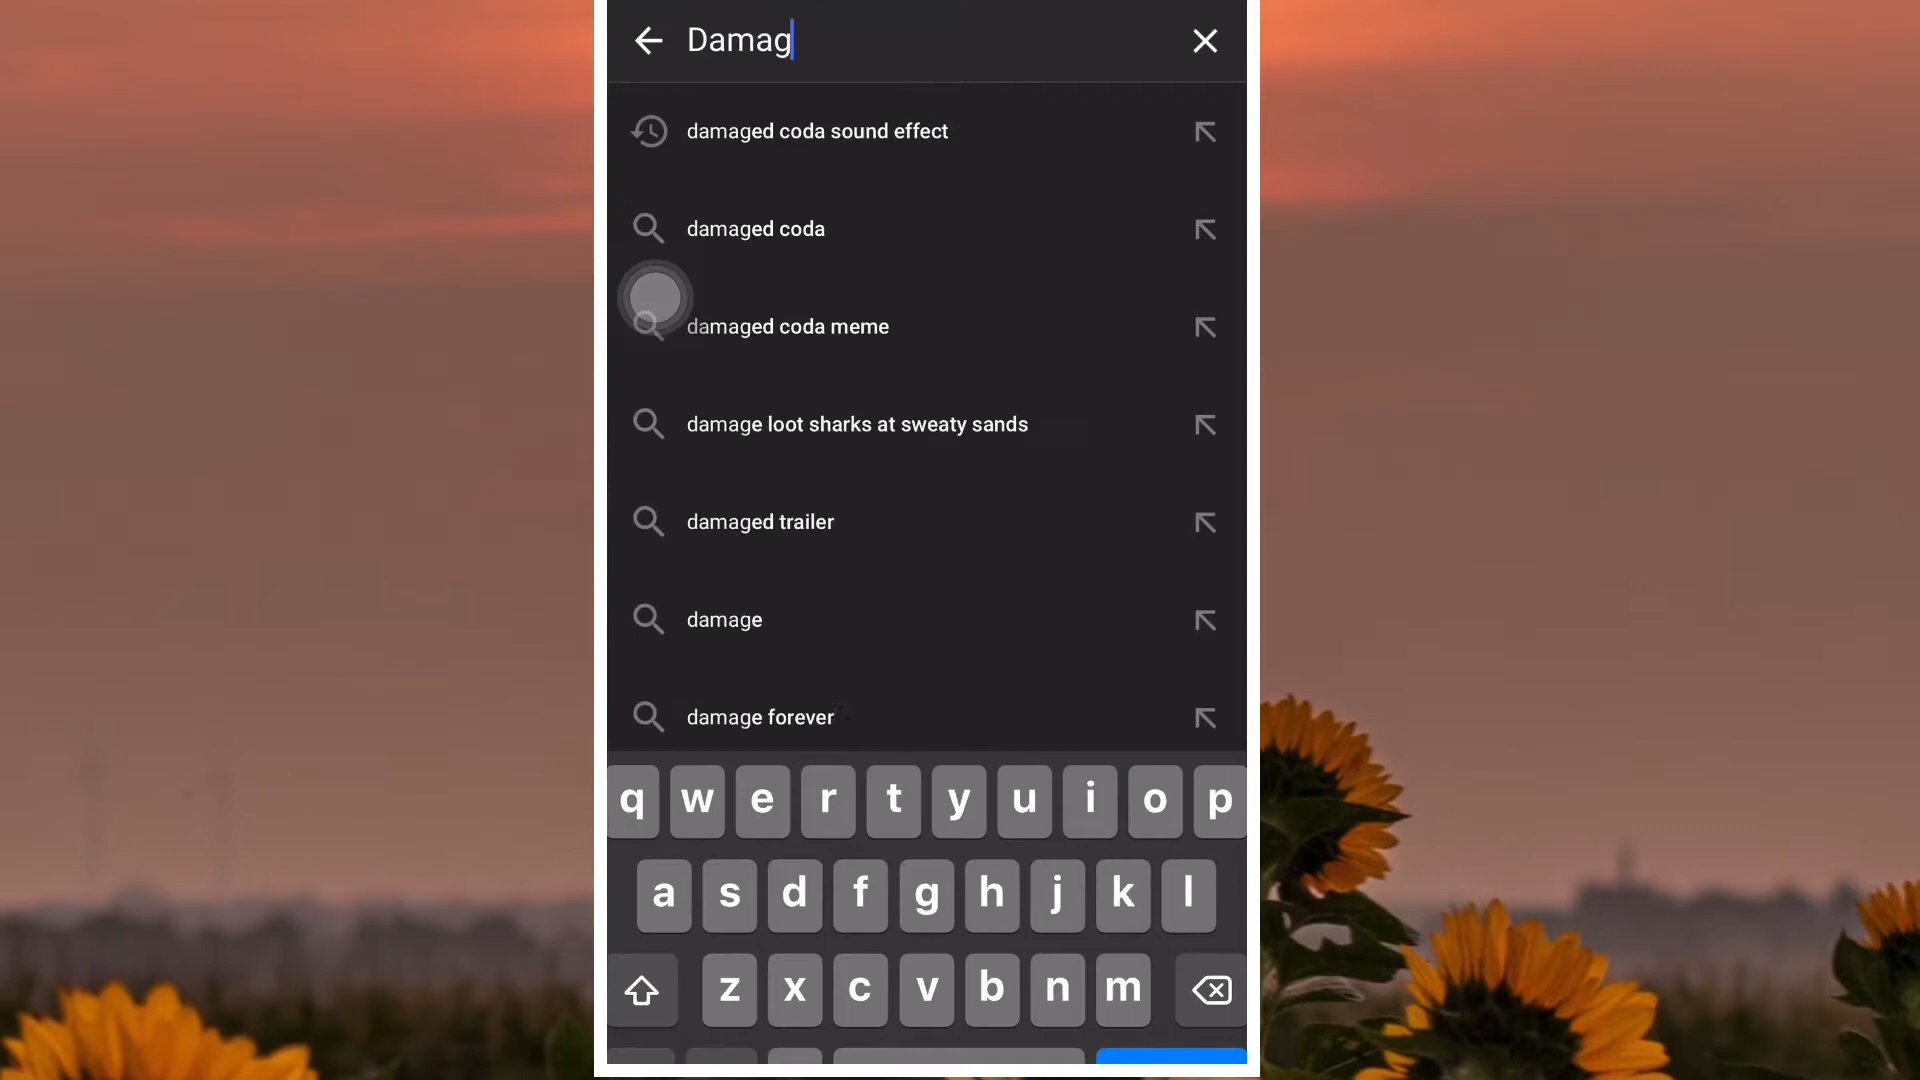 Damag
damaged coda sound effect
damaged coda
damaged coda meme
damage loot sharks at sweaty sands
damaged trailer
damage
damage forever
q w e r t y u i o p
a s d f g h j k l
z x c v b n m